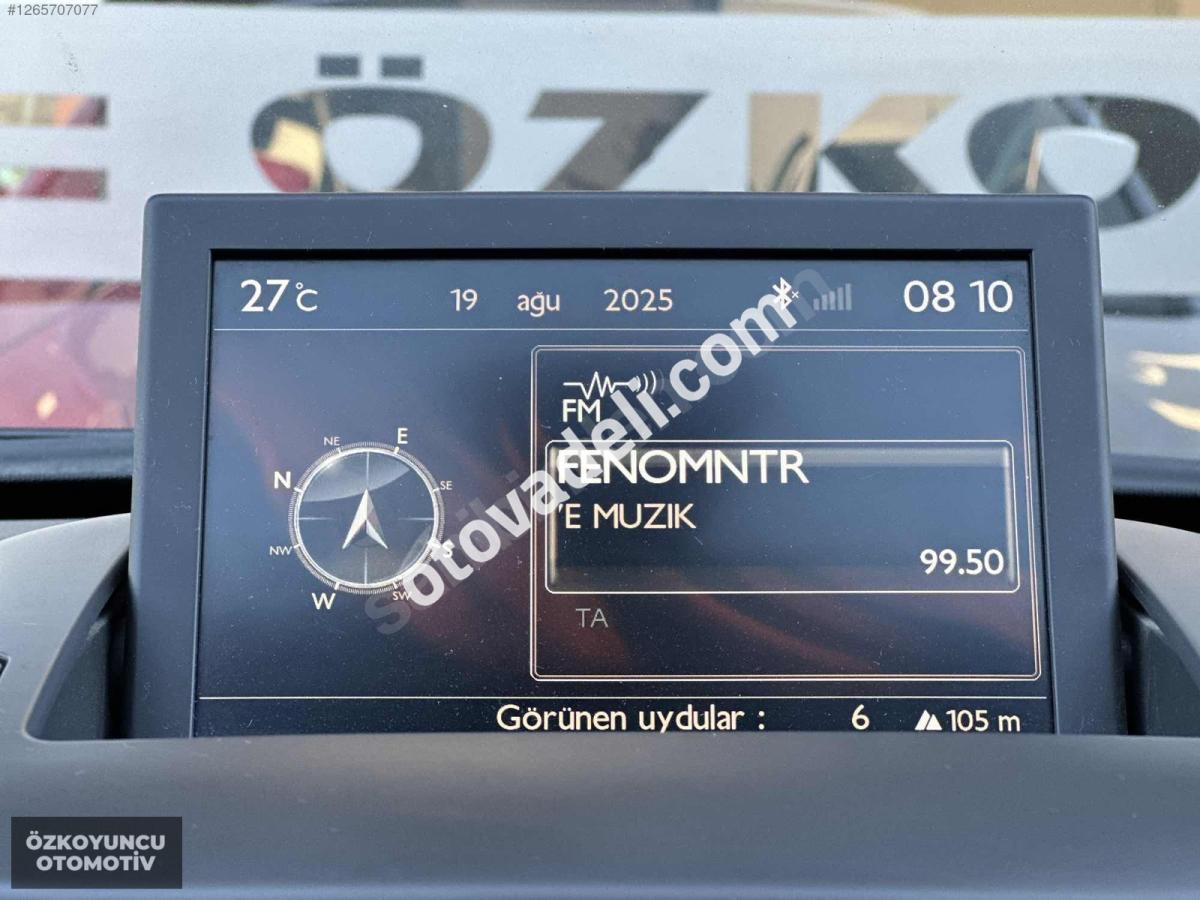 #1265707077
ÖZKO
27°C 19 ağu 2025 08 10
FM
FENOMNTR
'E MUZIK
99.50
TA
N
NE
E
SE
S
SW
W
NW
sotovadeli.com
Görünen uydular : 6 105 m
ÖZKOYUNCU
OTOMOTİV